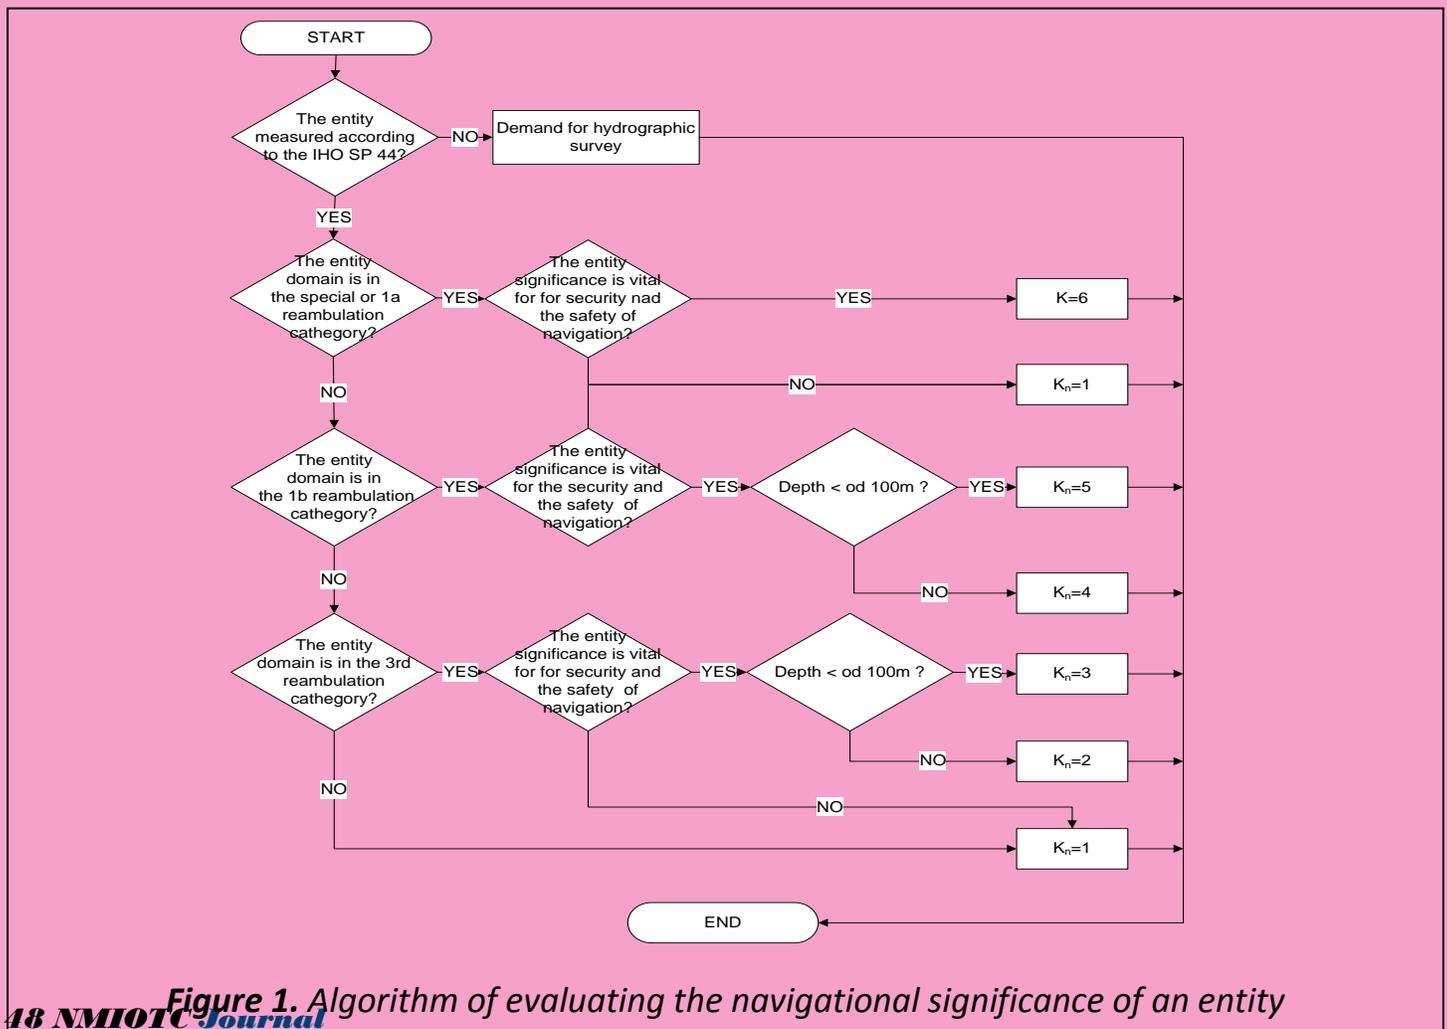 START
The entity
measured according
to the IHO SP 44?
NO
Demand for hydrographic
survey
YES
The entity
domain is in
the special or 1a
reambulation
cathegory?
YES
The entity
significance is vital
for for security nad
the safety of
navigation?
YES
K=6
NO
Kn=1
NO
The entity
domain is in
the 1b reambulation
cathegory?
YES
The entity
significance is vital
for the security and
the safety of
navigation?
YES
Depth < od 100m ?
YES
Kn=5
NO
Kn=4
NO
The entity
domain is in the 3rd
reambulation
cathegory?
YES
The entity
significance is vital
for for security and
the safety of
navigation?
YES
Depth < od 100m ?
YES
Kn=3
NO
Kn=2
NO
NO
Kn=1
END
Figure 1. Algorithm of evaluating the navigational significance of an entity
48 NMIOTC Journal